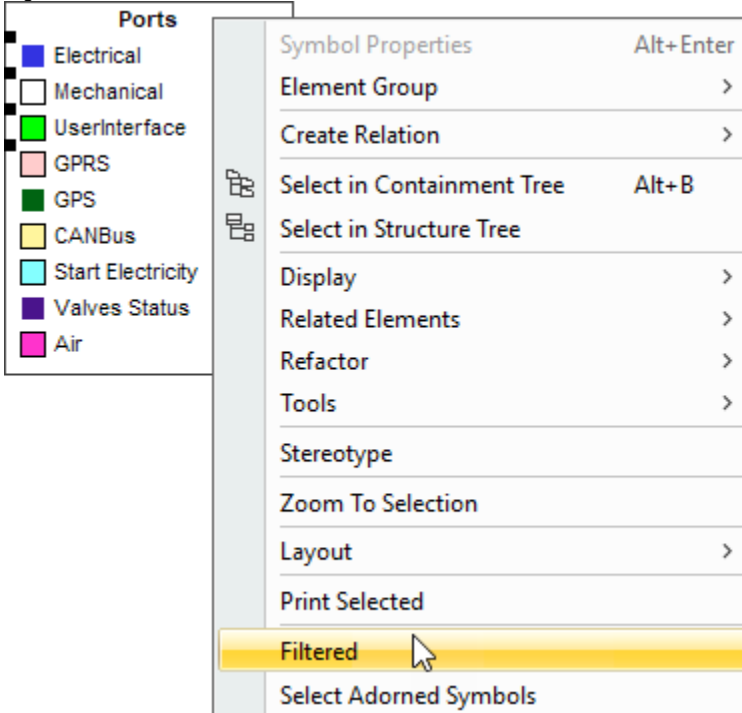 Ports
Electrical
Mechanical
UserInterface
GPRS
GPS
CANBus
Start Electricity
Valves Status
Air
Symbol Properties Alt+Enter
Element Group
Create Relation
Select in Containment Tree Alt+B
Select in Structure Tree
Display
Related Elements
Refactor
Tools
Stereotype
Zoom To Selection
Layout
Print Selected
Filtered
Select Adorned Symbols